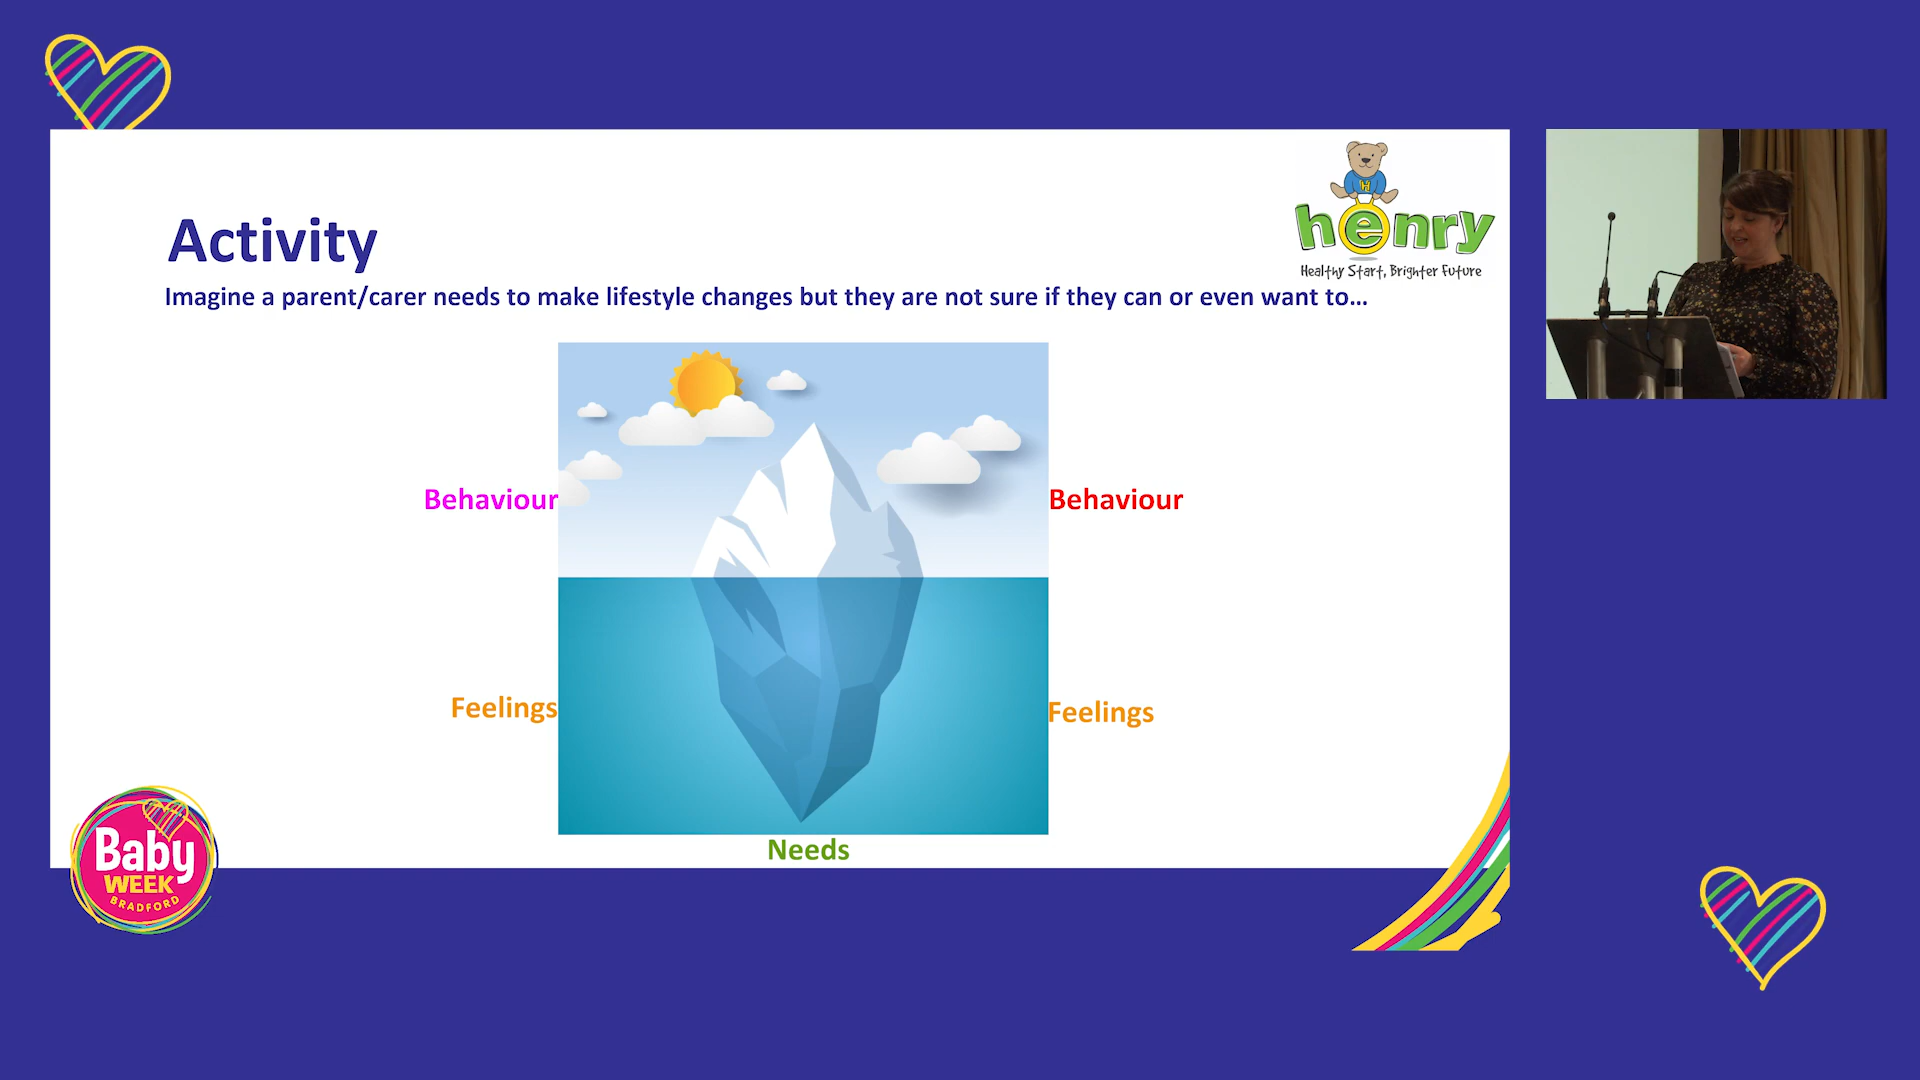 henry
Healthy Start, Brighter Future
Activity
Imagine a parent/carer needs to make lifestyle changes but they are not sure if they can or even want to...
Behaviour
Behaviour
Feelings
Feelings
Needs
Baby
WEEK
BRADFORD